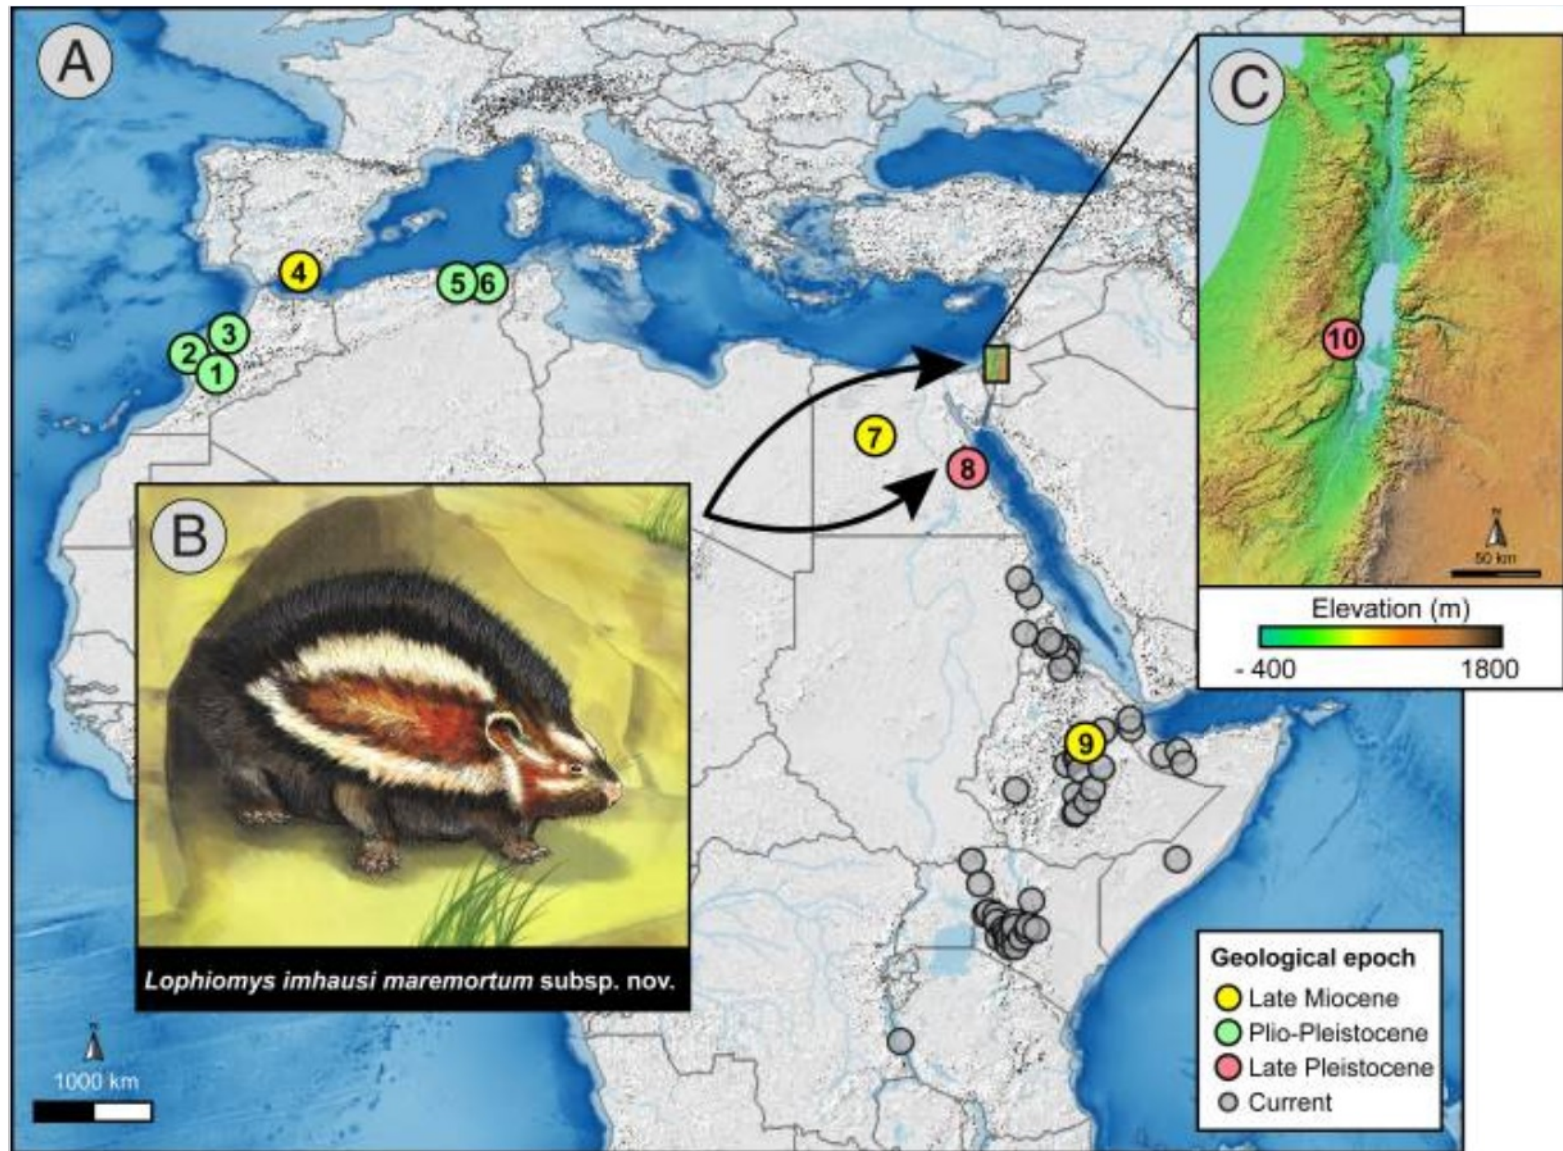 A
C
4
5
6
3
2
1
10
7
8
N
50 km
B
Elevation (m)
- 400
1800
9
Lophiomys imhausi maremortum subsp. nov.
Geological epoch
Late Miocene
Plio-Pleistocene
Late Pleistocene
Current
N
1000 km